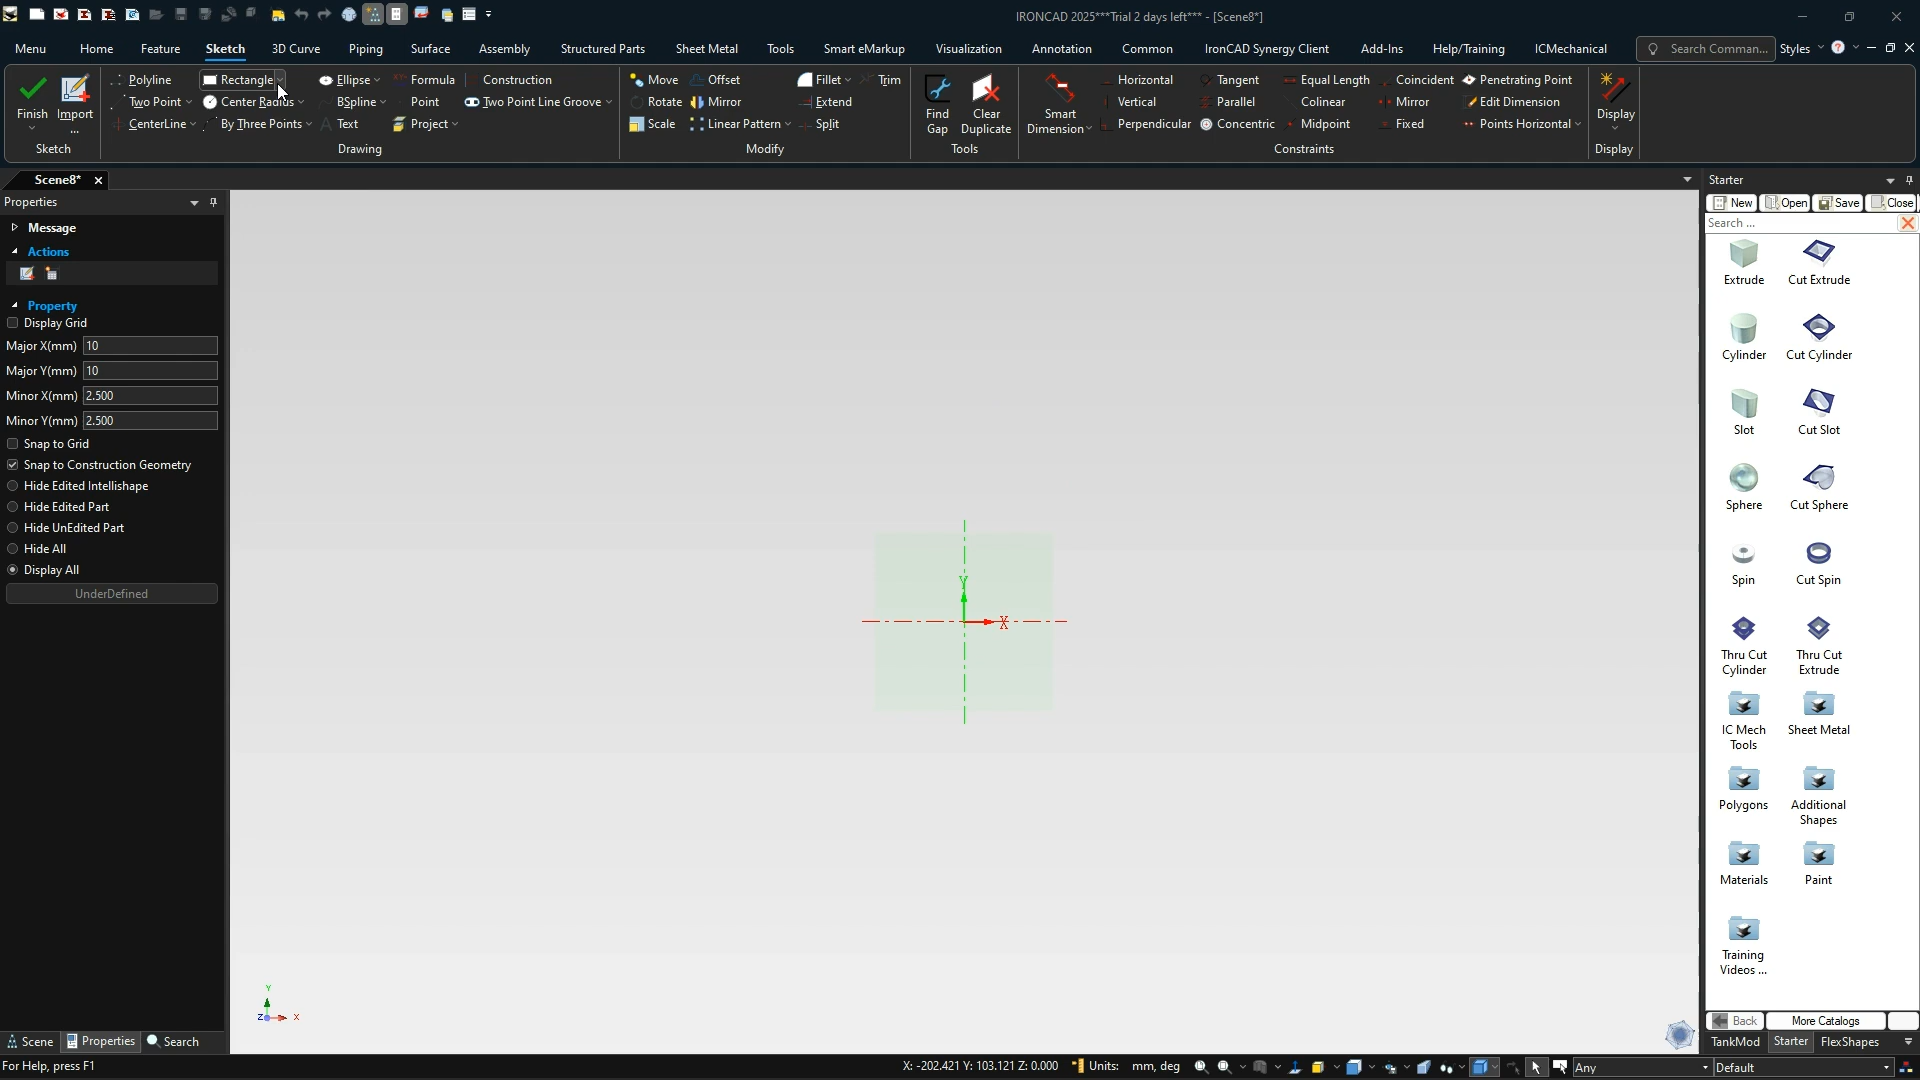 IRONCAD 2025***Trial 2 days left*** - [Scene8*]
Menu Home Feature Sketch 3D Curve Piping Surface Assembly Structured Parts Sheet Metal Tools Smart eMarkup Visualization Annotation Common IronCAD Synergy Client Add-Ins Help/Training ICMechanical Search Comman... Styles
Polyline Rectangle Ellipse Formula Construction Move Offset Fillet Trim Horizontal Tangent Equal Length Coincident Penetrating Point
Two Point Center Radius BSpline Point Two Point Line Groove Rotate Mirror Extend Vertical Parallel Colinear Mirror Edit Dimension
CenterLine By Three Points Text Project Scale Linear Pattern Split Perpendicular Concentric Midpoint Fixed Points Horizontal
Finish Import ...
Find Gap Clear Duplicate
Smart Dimension
Display
Sketch Drawing Modify Tools Constraints Display
Scene8*
Properties
Message
Actions
Property
Display Grid
Major X(mm) 10
Major Y(mm) 10
Minor X(mm) 2.500
Minor Y(mm) 2.500
Snap to Grid
Snap to Construction Geometry
Hide Edited Intellishape
Hide Edited Part
Hide UnEdited Part
Hide All
Display All
UnderDefined
Scene Properties Search
Y
X
Y
Z X
Starter
New Open Save Close
Search ...
Extrude Cut Extrude
Cylinder Cut Cylinder
Slot Cut Slot
Sphere Cut Sphere
Spin Cut Spin
Thru Cut Cylinder Thru Cut Extrude
IC Mech Tools Sheet Metal
Polygons Additional Shapes
Materials Paint
Training Videos ...
Back More Catalogs
TankMod Starter FlexShapes
For Help, press F1
X: -202.421 Y: 103.121 Z: 0.000 Units: mm, deg Any Default